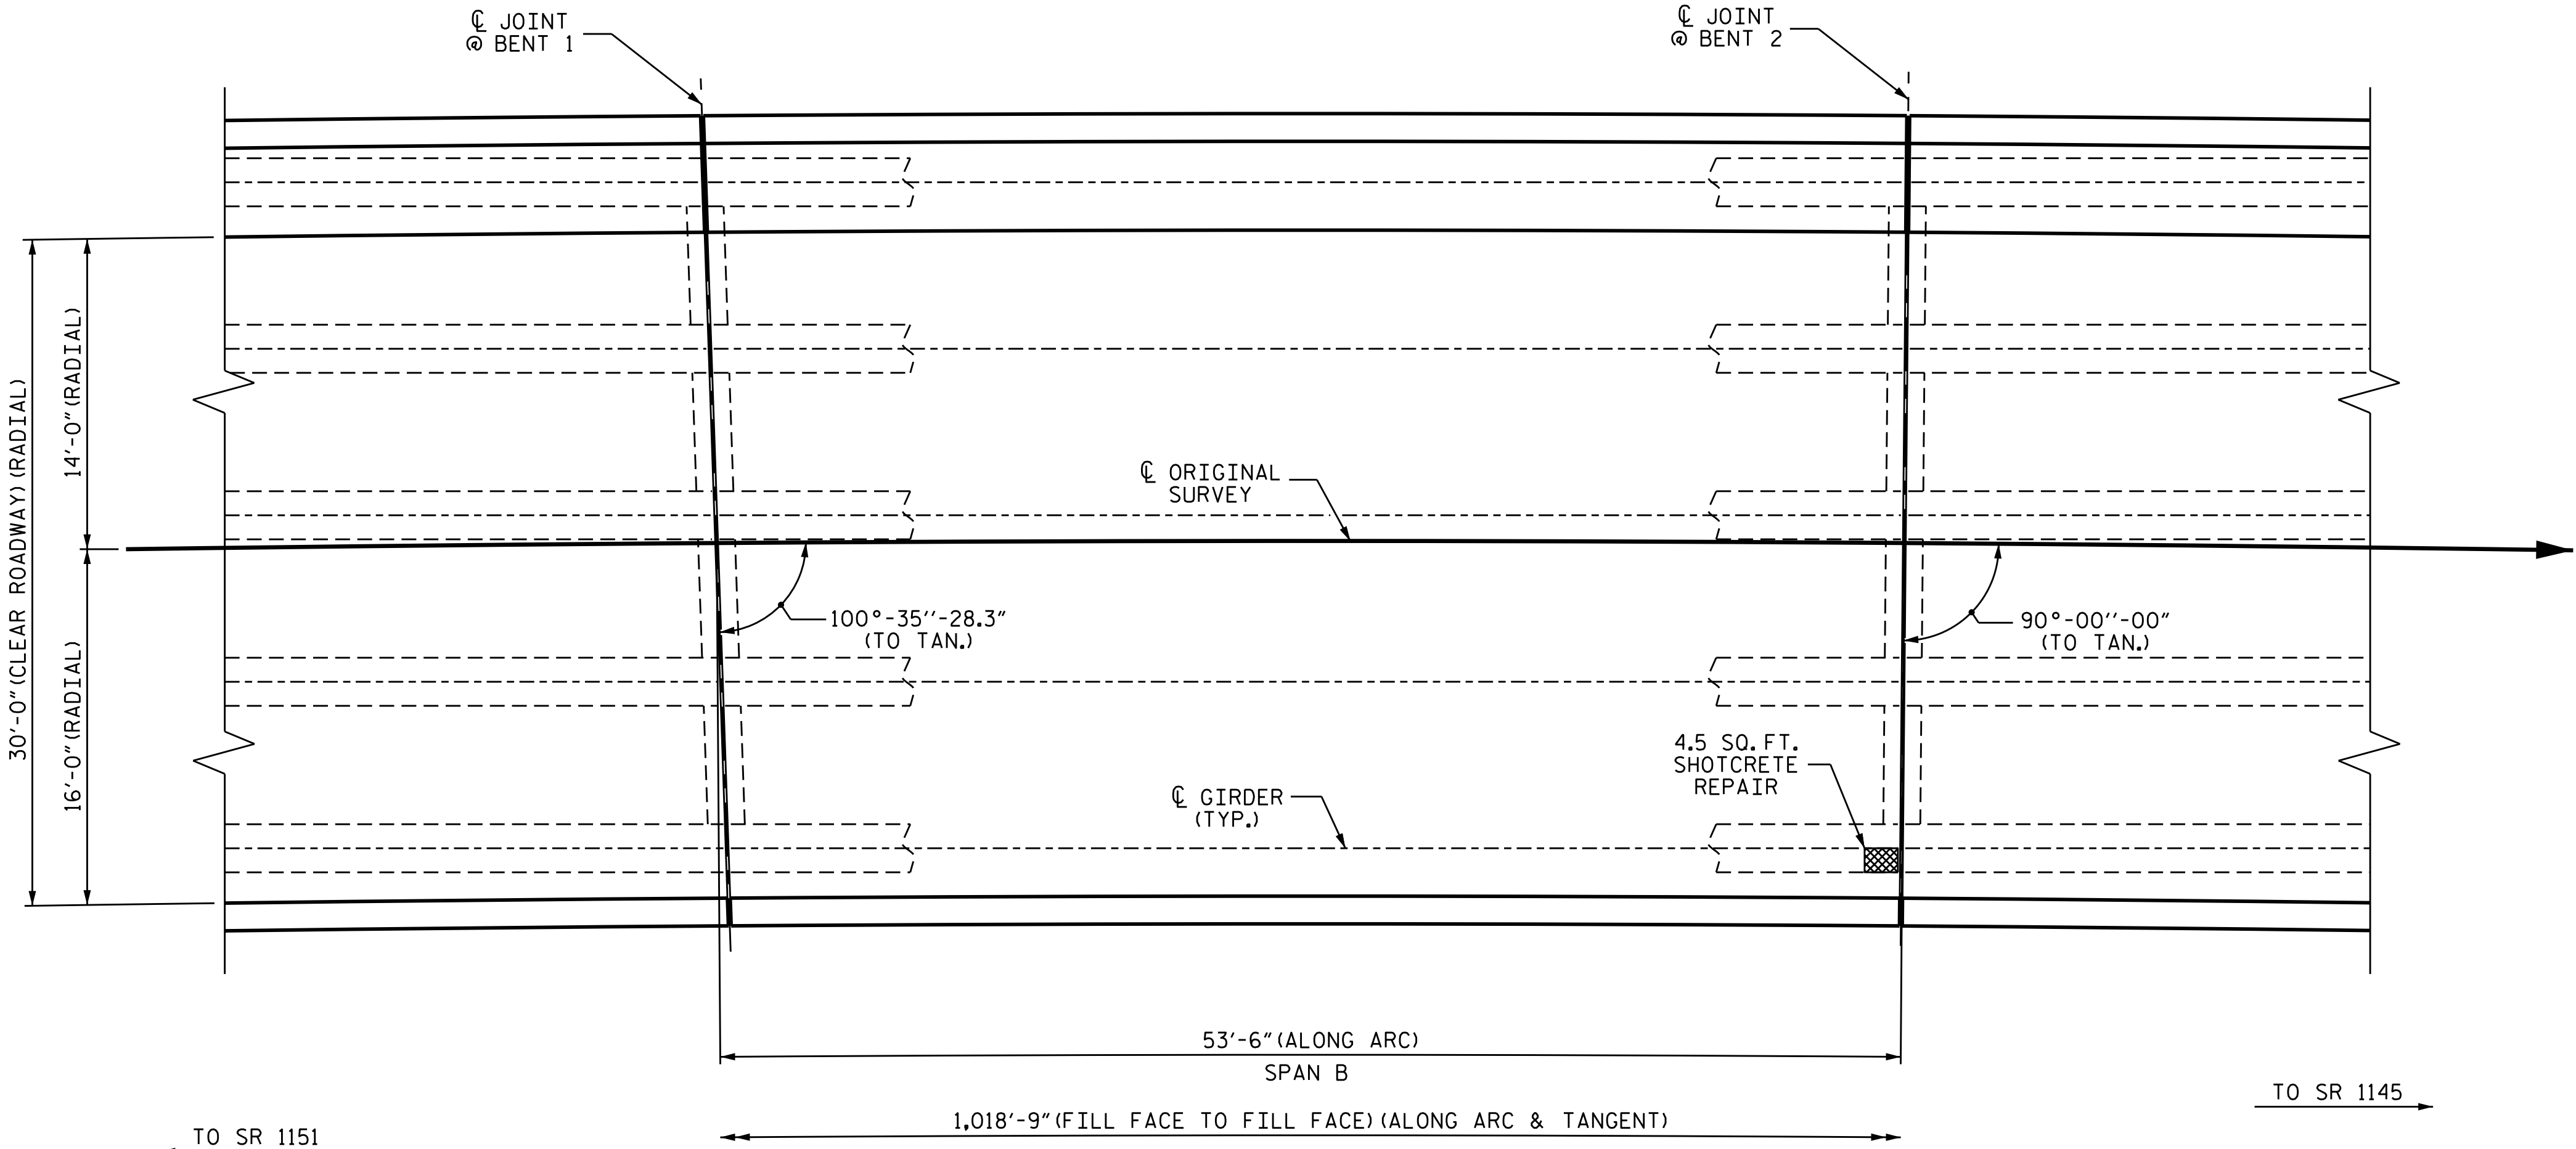 ℄ JOINT
@ BENT 1
℄ JOINT
@ BENT 2
30'-0" (CLEAR ROADWAY) (RADIAL)
14'-0" (RADIAL)
16'-0" (RADIAL)
℄ ORIGINAL
SURVEY
100°-35''-28.3"
(TO TAN.)
90°-00''-00"
(TO TAN.)
4.5 SQ. FT.
SHOTCRETE
REPAIR
℄ GIRDER
(TYP.)
53'-6" (ALONG ARC)
SPAN B
1,018'-9" (FILL FACE TO FILL FACE) (ALONG ARC & TANGENT)
TO SR 1145
TO SR 1151